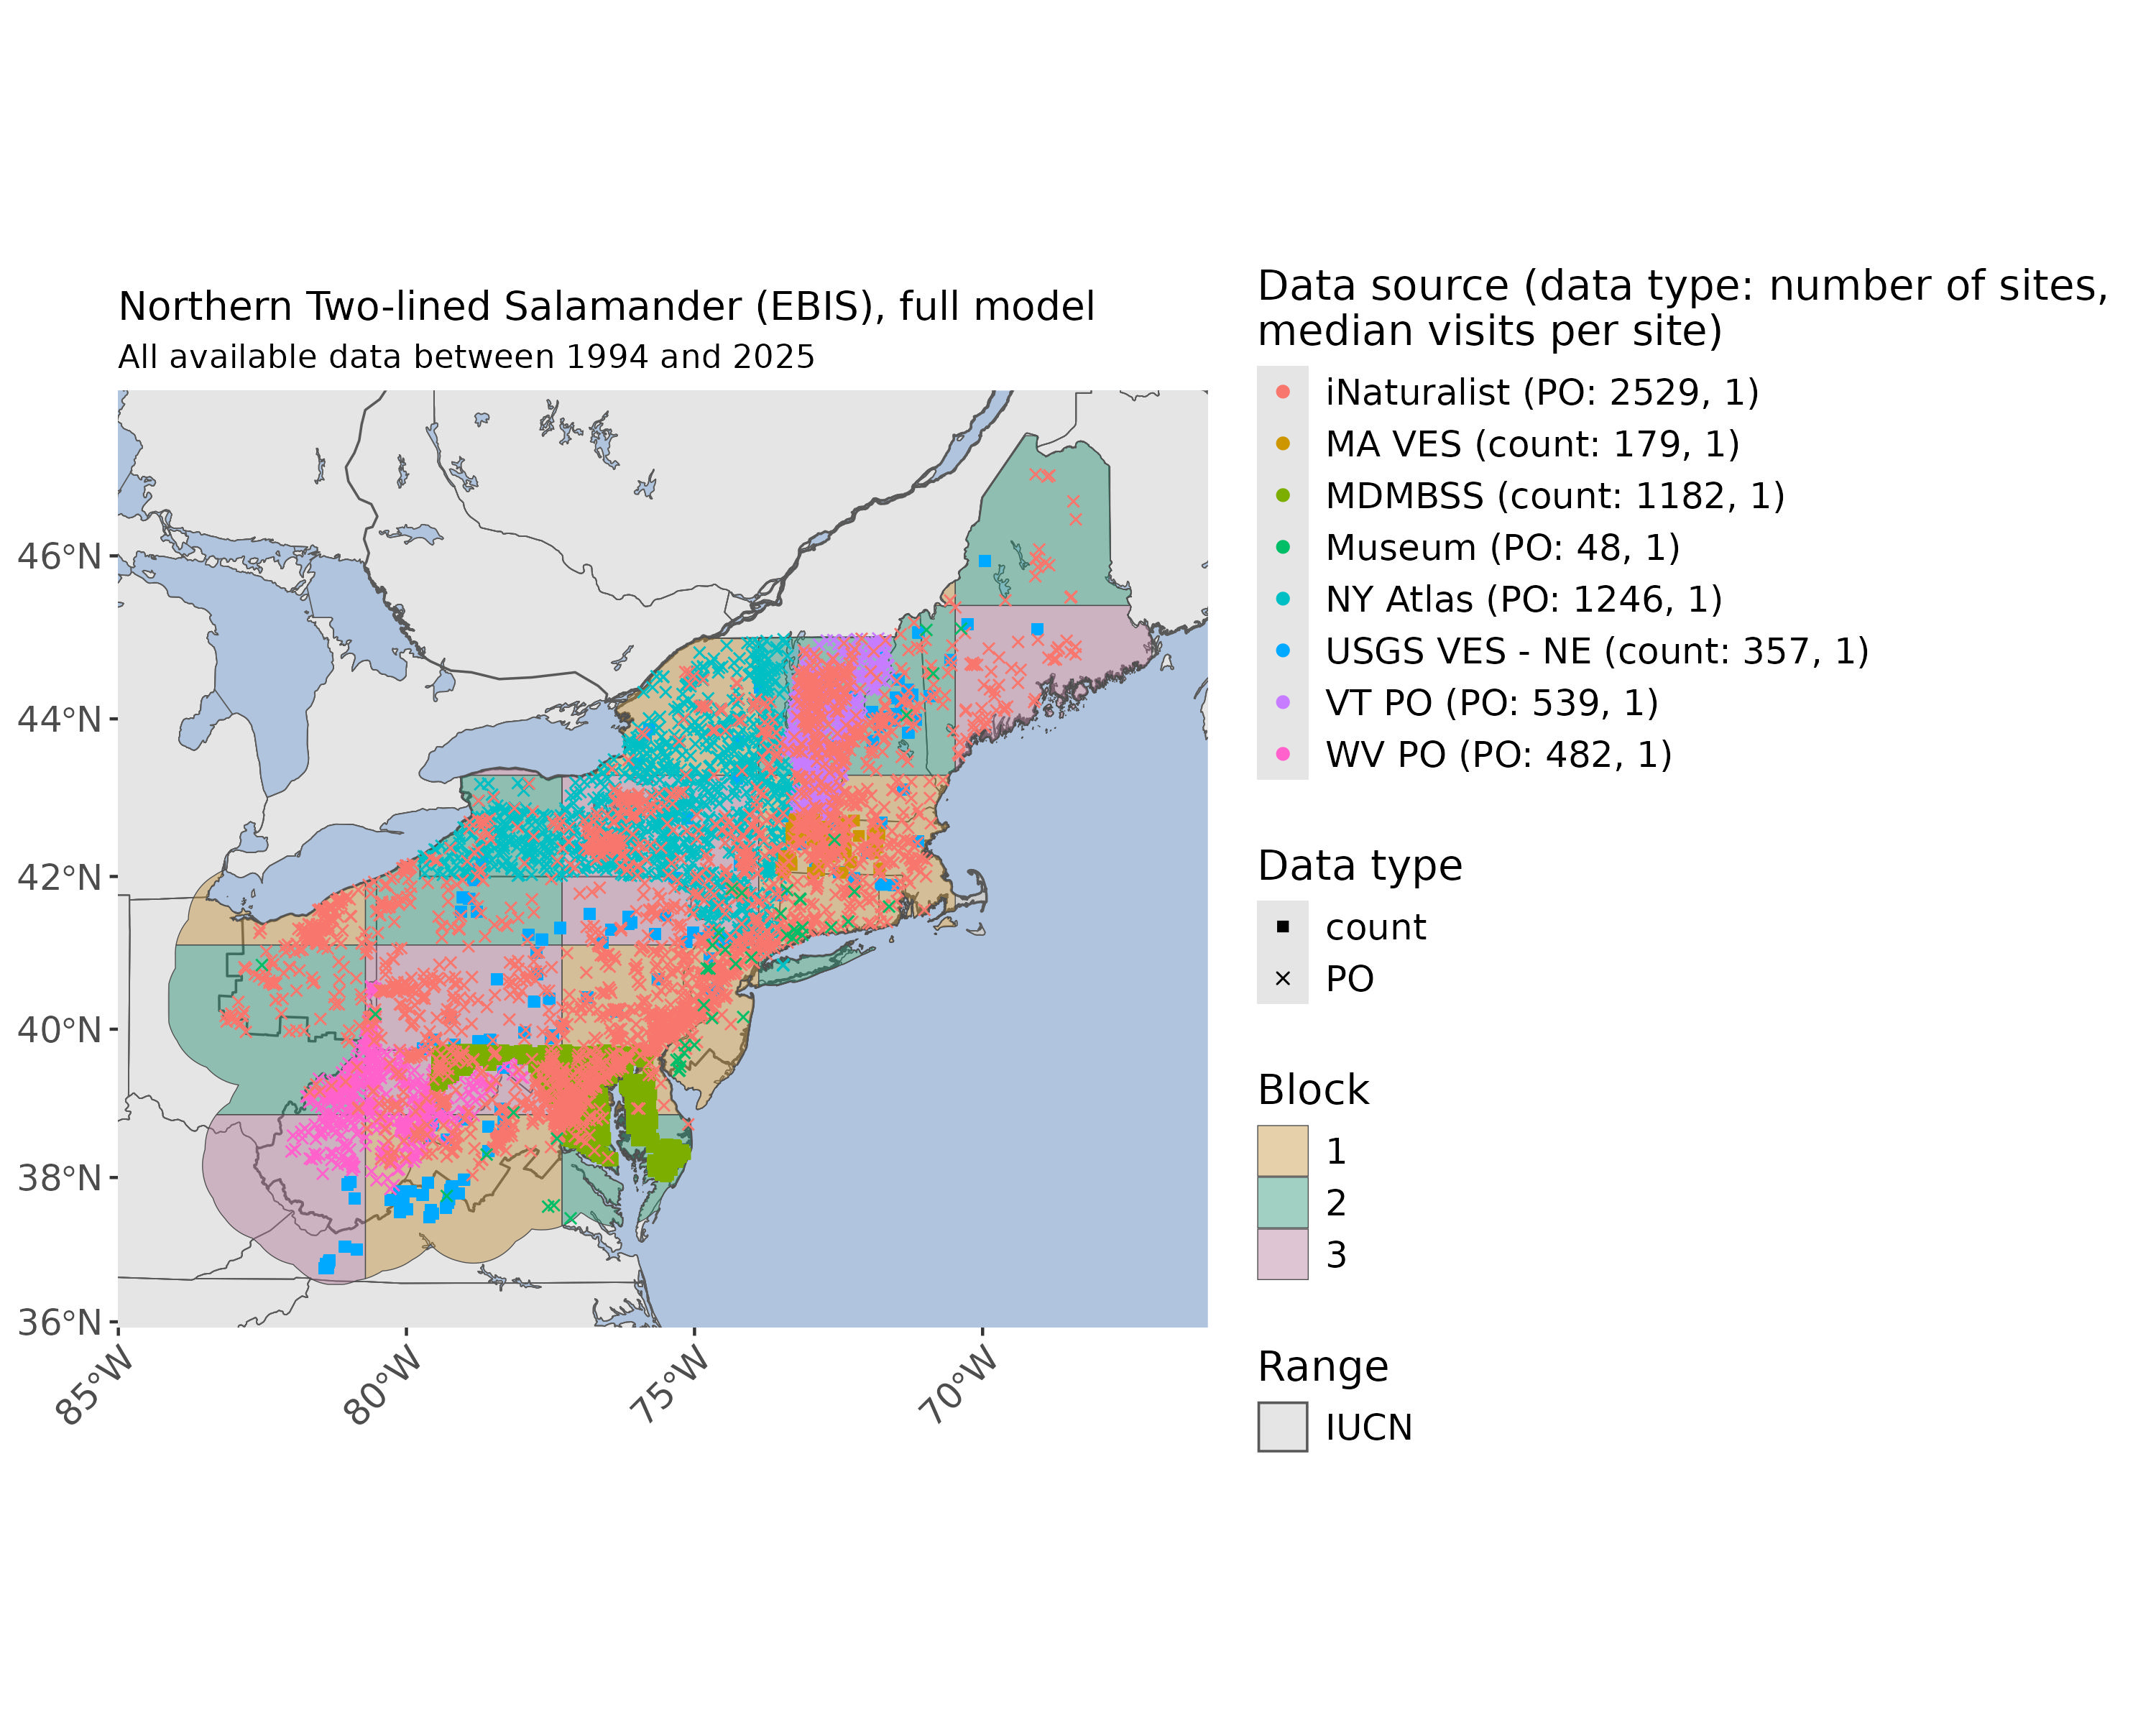 Northern Two-lined Salamander (EBIS), full model
All available data between 1994 and 2025
46°N
44°N
42°N
40°N
38°N
36°N
85°W
80°W
75°W
70°W
Data source (data type: number of sites,
median visits per site)
iNaturalist (PO: 2529, 1)
MA VES (count: 179, 1)
MDMBSS (count: 1182, 1)
Museum (PO: 48, 1)
NY Atlas (PO: 1246, 1)
USGS VES - NE (count: 357, 1)
VT PO (PO: 539, 1)
WV PO (PO: 482, 1)
Data type
count
PO
Block
1
2
3
Range
IUCN